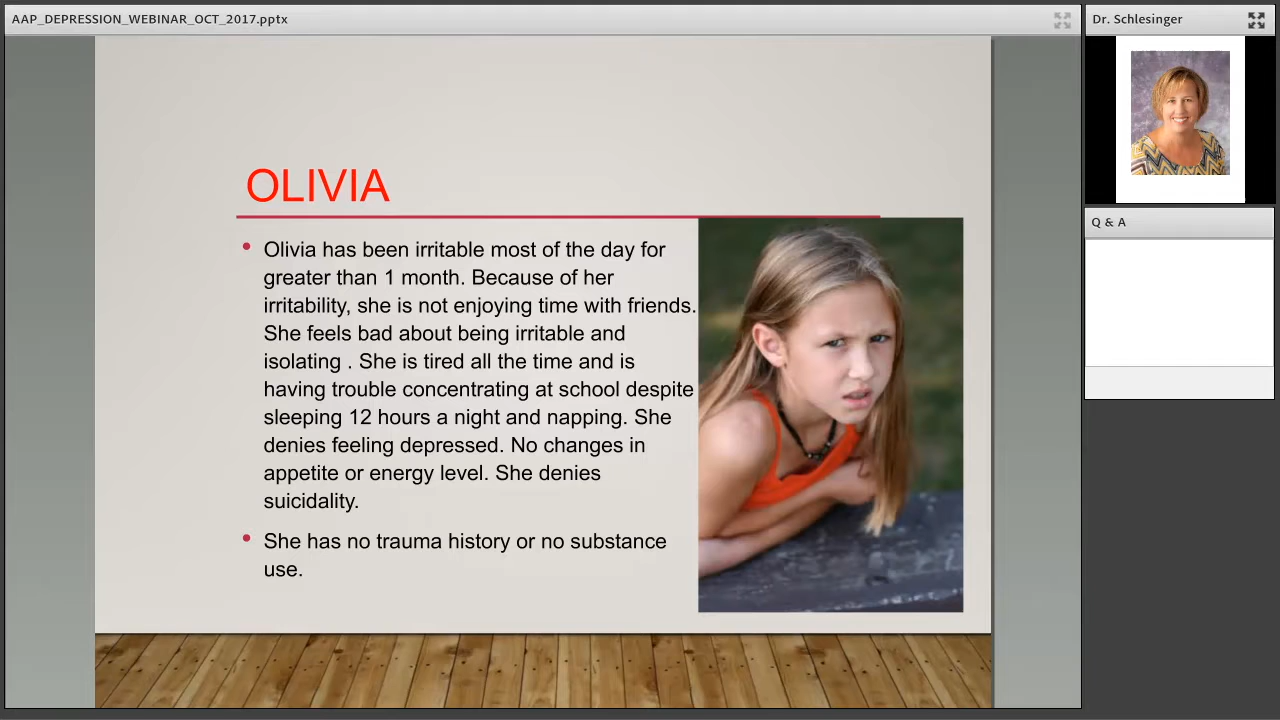 AAP_DEPRESSION_WEBINAR_OCT_2017.pptx
Dr. Schlesinger
Q & A
OLIVIA
• Olivia has been irritable most of the day for
greater than 1 month. Because of her
irritability, she is not enjoying time with friends.
She feels bad about being irritable and
isolating . She is tired all the time and is
having trouble concentrating at school despite
sleeping 12 hours a night and napping. She
denies feeling depressed. No changes in
appetite or energy level. She denies
suicidality.
• She has no trauma history or no substance
use.